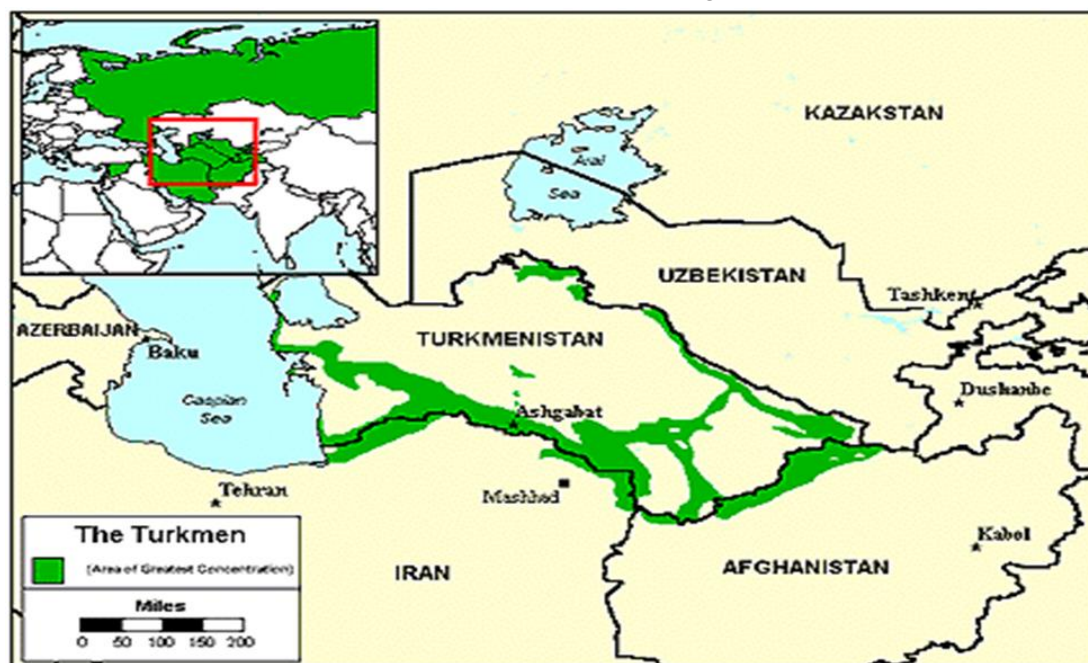 KAZAKSTAN
Aral
Sea
UZBEKISTAN
Tashkent
AZERBAIJAN
Baku
TURKMENISTAN
Caspian
Sea
Dushanbe
Ashgabat
Tehran
Mashhad
Kabol
IRAN
AFGHANISTAN
The Turkmen
(Area of Greatest Concentration)
Miles
0 50 100 150 200